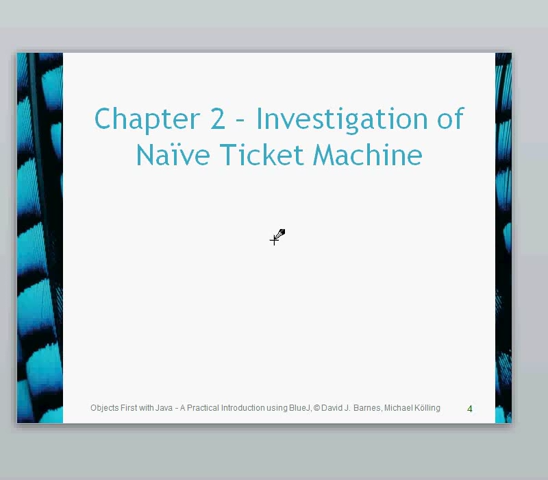 Chapter 2 - Investigation of
Naïve Ticket Machine
Objects First with Java - A Practical Introduction using BlueJ, © David J. Barnes, Michael Kölling
4